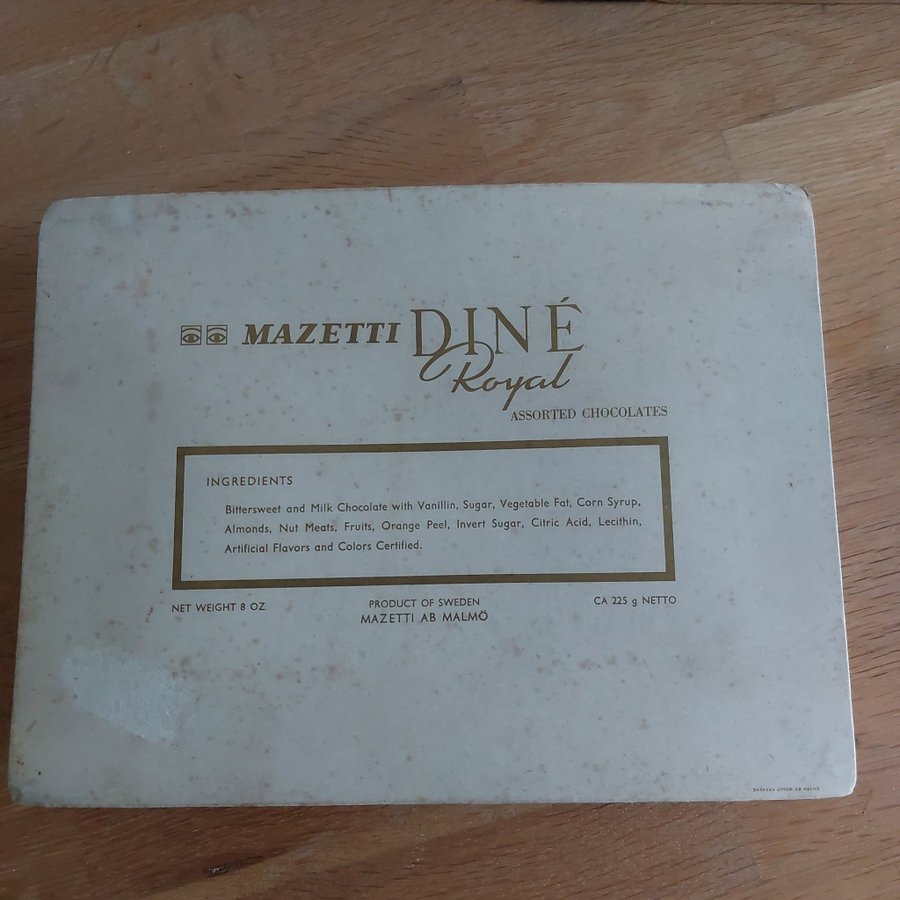 MAZETTI DINÉ
Royal
ASSORTED CHOCOLATES
INGREDIENTS
Bittersweet and Milk Chocolate with Vanillin, Sugar, Vegetable Fat, Corn Syrup,
Almonds, Nut Meats, Fruits, Orange Peel, Invert Sugar, Citric Acid, Lecithin,
Artificial Flavors and Colors Certified.
NET WEIGHT 8 OZ PRODUCT OF SWEDEN CA 225 g NETTO
MAZETTI AB MALMÖ
AB MALMÖ